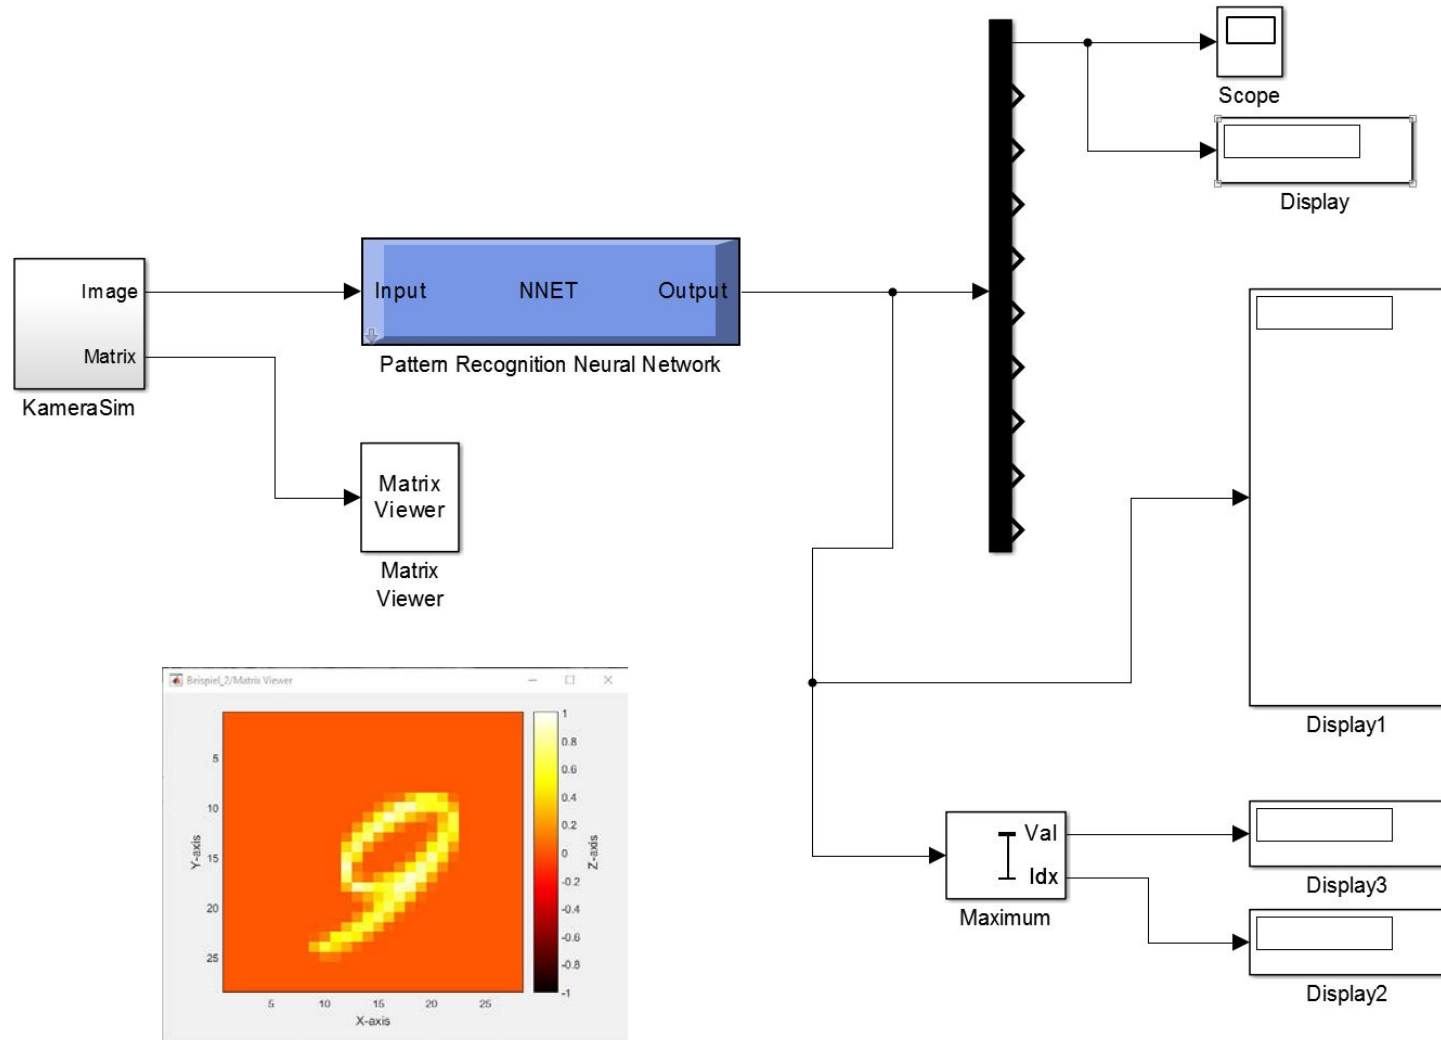 Scope
Display
Image
Matrix
KameraSim
Input NNET Output
Pattern Recognition Neural Network
Matrix
Viewer
Matrix
Viewer
Display1
Val
Idx
Maximum
Display3
Display2
Beispiel_2/Matrix Viewer
5
10
15
20
25
Y-axis
5 10 15 20 25
X-axis
1
0.8
0.6
0.4
0.2
0
-0.2
-0.4
-0.6
-0.8
-1
Z-axis